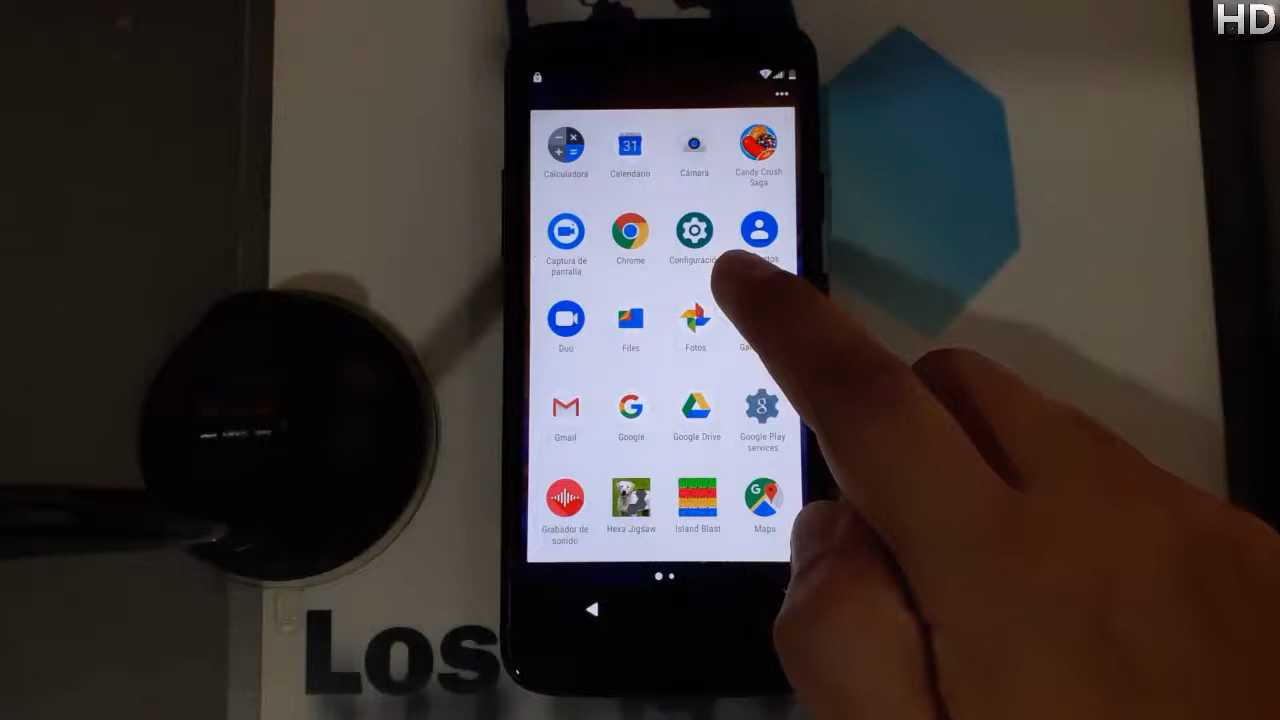 HD
Calculadora
31
Calendario
Cámara
Candy Crush
Saga
Captura de
pantalla
Chrome
Duo
Files
Fotos
Gmail
Google
Google Drive
Google Play
services
Grabador de
sonido
Hexa Jigsaw
Island Blast
Maps
Los